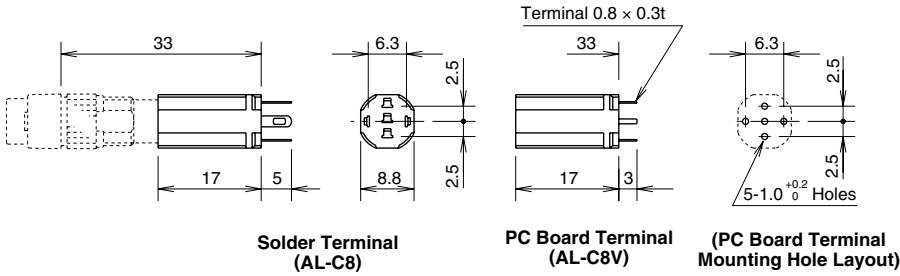 Terminal 0.8 × 0.3t
33
6.3
33
6.3
2.5
2.5
2.5
2.5
17
5
8.8
17
3
5-1.0 +0.2 0 Holes
Solder Terminal
(AL-C8)
PC Board Terminal
(AL-C8V)
(PC Board Terminal
Mounting Hole Layout)